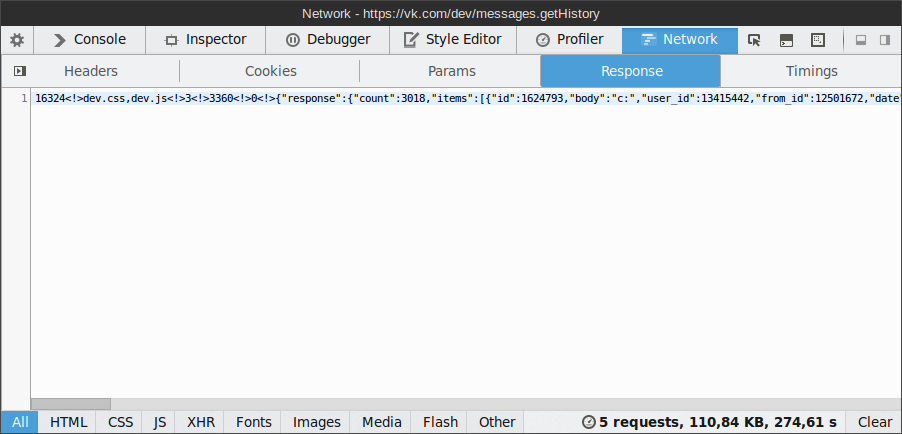 Network - https://vk.com/dev/messages.getHistory
Console Inspector Debugger Style Editor Profiler Network
Headers Cookies Params Response Timings
1 16324<!>dev.css,dev.js<!>3<!>3360<!>0<!>{"response":{"count":3018,"items":[{"id":1624793,"body":"c:","user_id":13415442,"from_id":12501672,"date"
All HTML CSS JS XHR Fonts Images Media Flash Other 5 requests, 110,84 KB, 274,61 s Clear